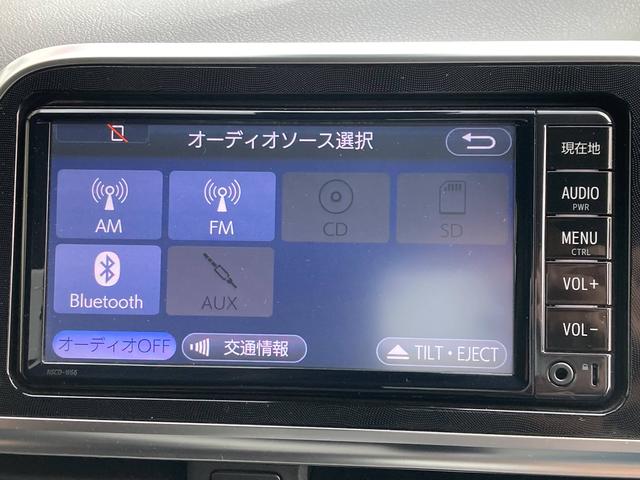 オーディオソース選択
AM
FM
CD
SD
Bluetooth
AUX
オーディオOFF
交通情報
TILT・EJECT
現在地
AUDIO
PWR
MENU
CTRL
VOL+
VOL-
NSCD-W66